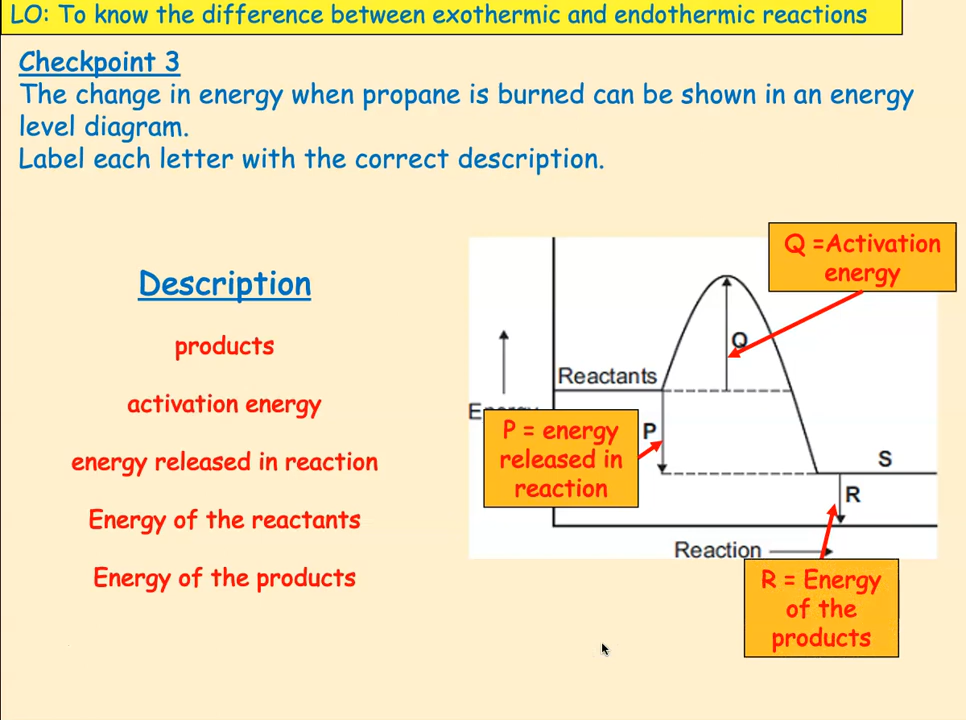 LO: To know the difference between exothermic and endothermic reactions
Checkpoint 3
The change in energy when propane is burned can be shown in an energy
level diagram.
Label each letter with the correct description.
Description
products
activation energy
energy released in reaction
Energy of the reactants
Energy of the products
Q =Activation
energy
Q
Reactants
P = energy
released in
reaction
P
S
R
Reaction
R = Energy
of the
products